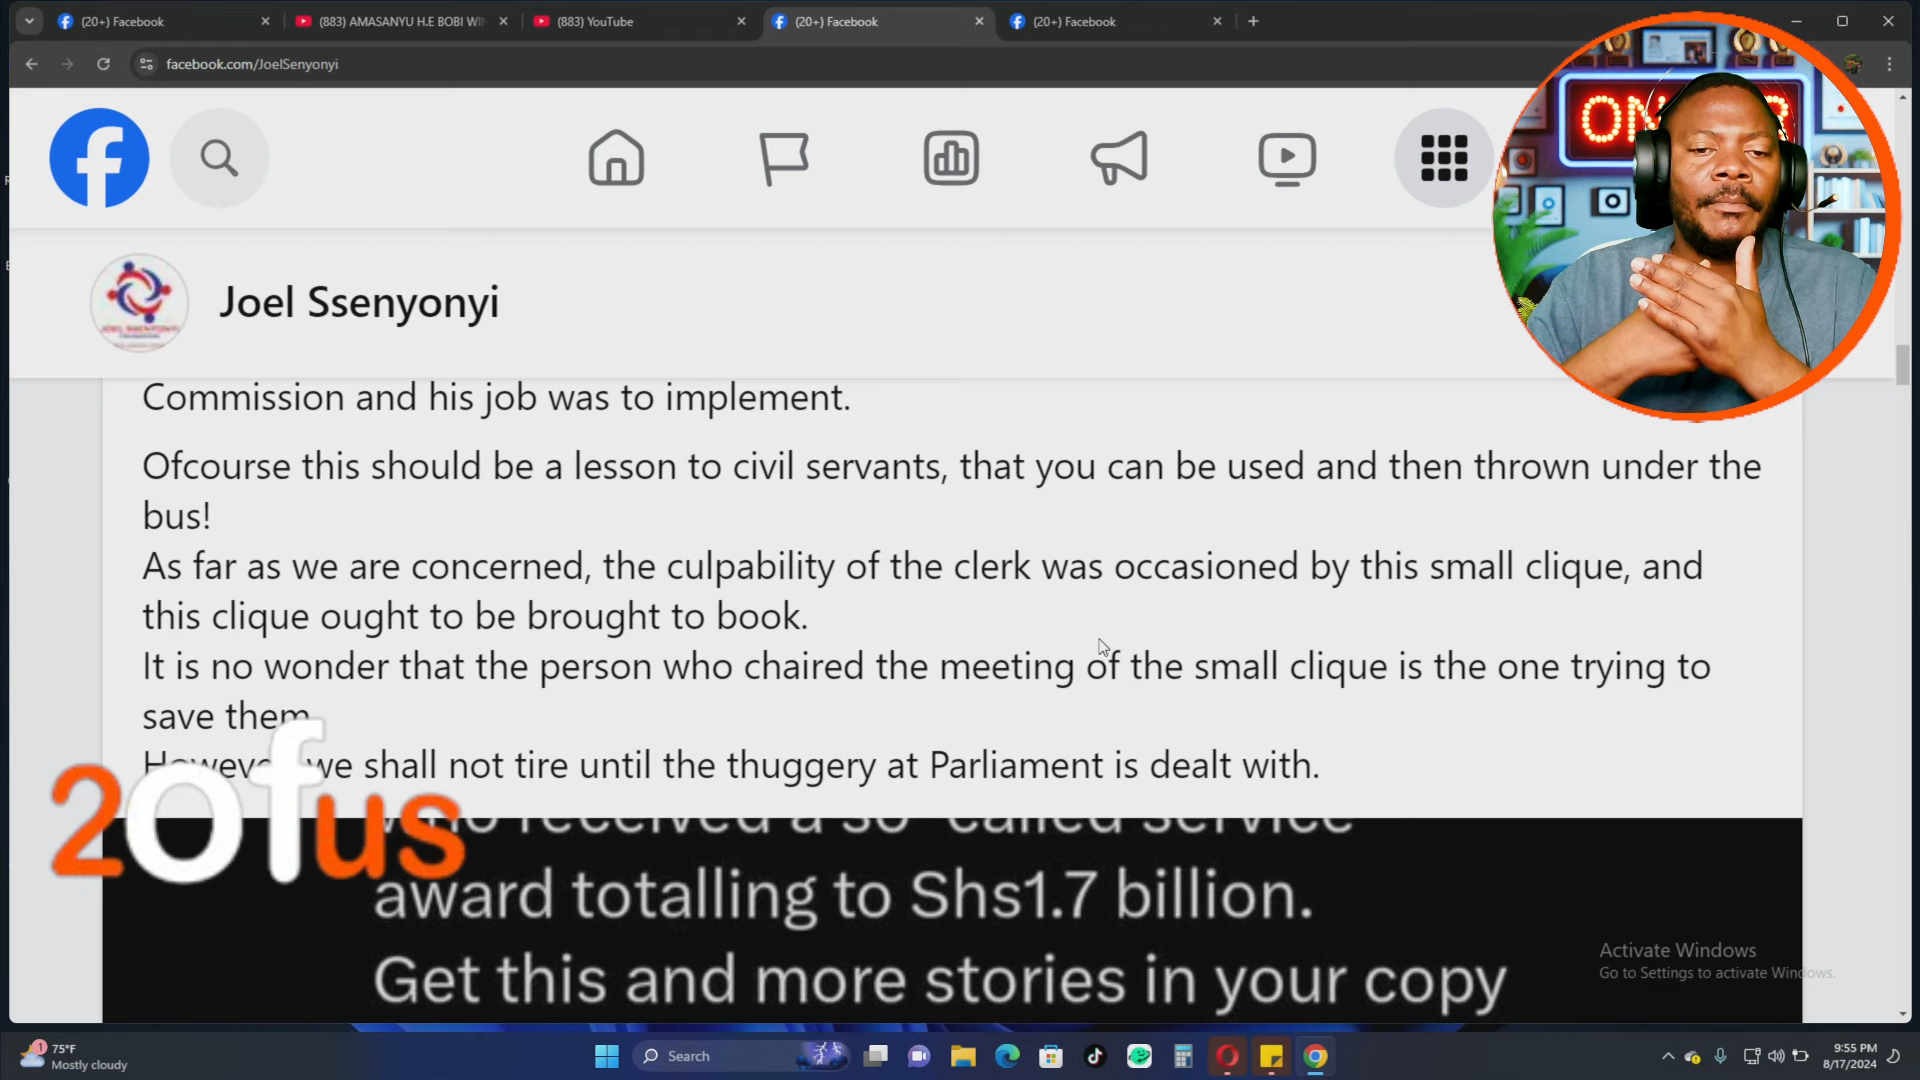 (20+) Facebook
(883) AMASANYU H.E BOBI WI
(883) YouTube
(20+) Facebook
(20+) Facebook
facebook.com/JoelSenyonyi
Joel Ssenyonyi
Commission and his job was to implement.
Ofcourse this should be a lesson to civil servants, that you can be used and then thrown under the
bus!
As far as we are concerned, the culpability of the clerk was occasioned by this small clique, and
this clique ought to be brought to book.
It is no wonder that the person who chaired the meeting of the small clique is the one trying to
save them
However we shall not tire until the thuggery at Parliament is dealt with.
2Ofus
who received a so called service
award totalling to Shs1.7 billion.
Get this and more stories in your copy
Activate Windows
Go to Settings to activate Windows.
75°F
Mostly cloudy
Search
9:55 PM
8/17/2024